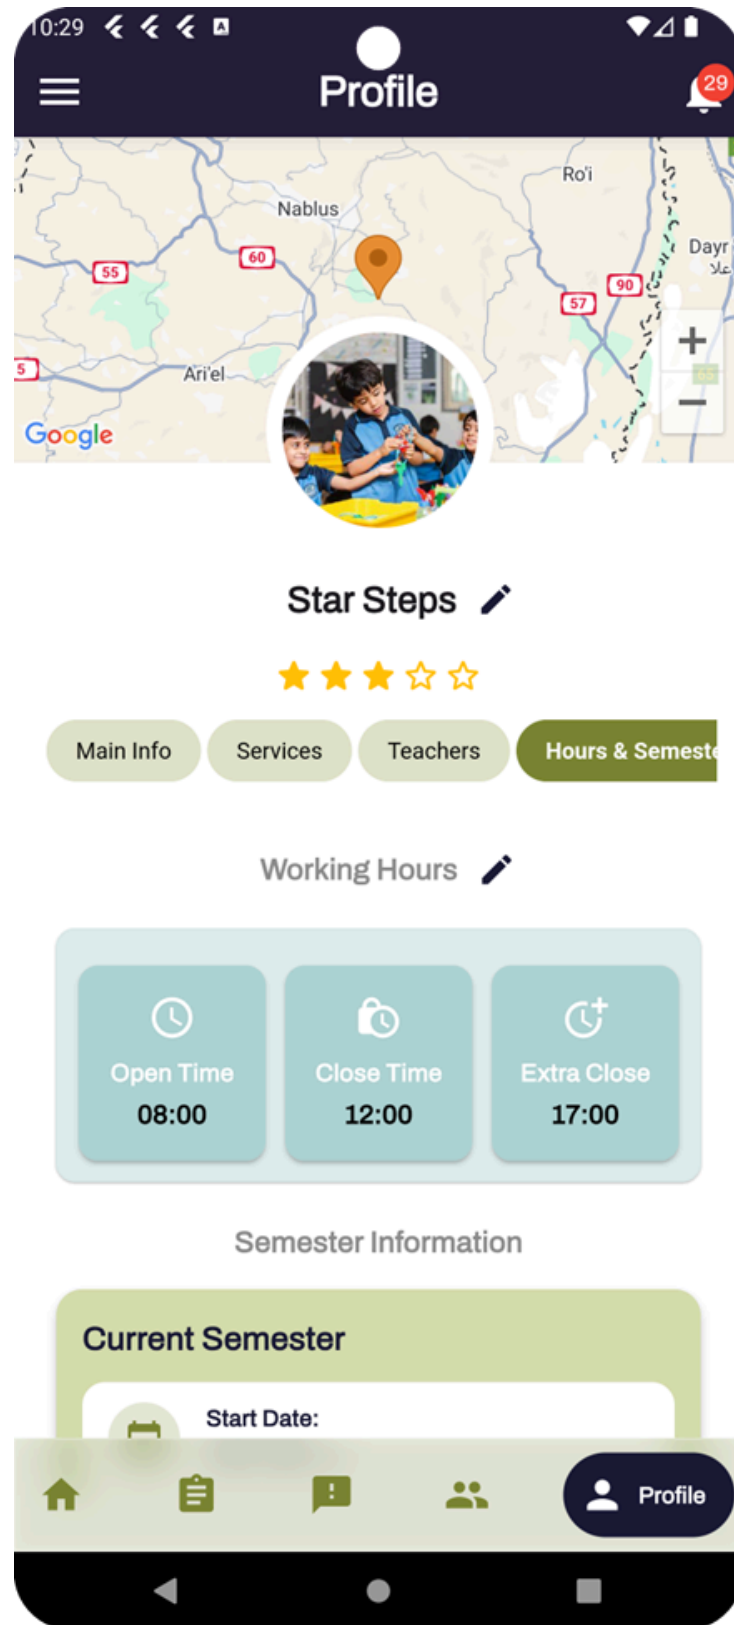 10:29
Profile
29
Ro'i
Nablus
60
55
Dayr
علا
90
57
5
Ari'el
65
+
−
Google
Star Steps
Main Info Services Teachers Hours & Semeste
Working Hours
Open Time Close Time Extra Close
08:00 12:00 17:00
Semester Information
Current Semester
Start Date:
Profile